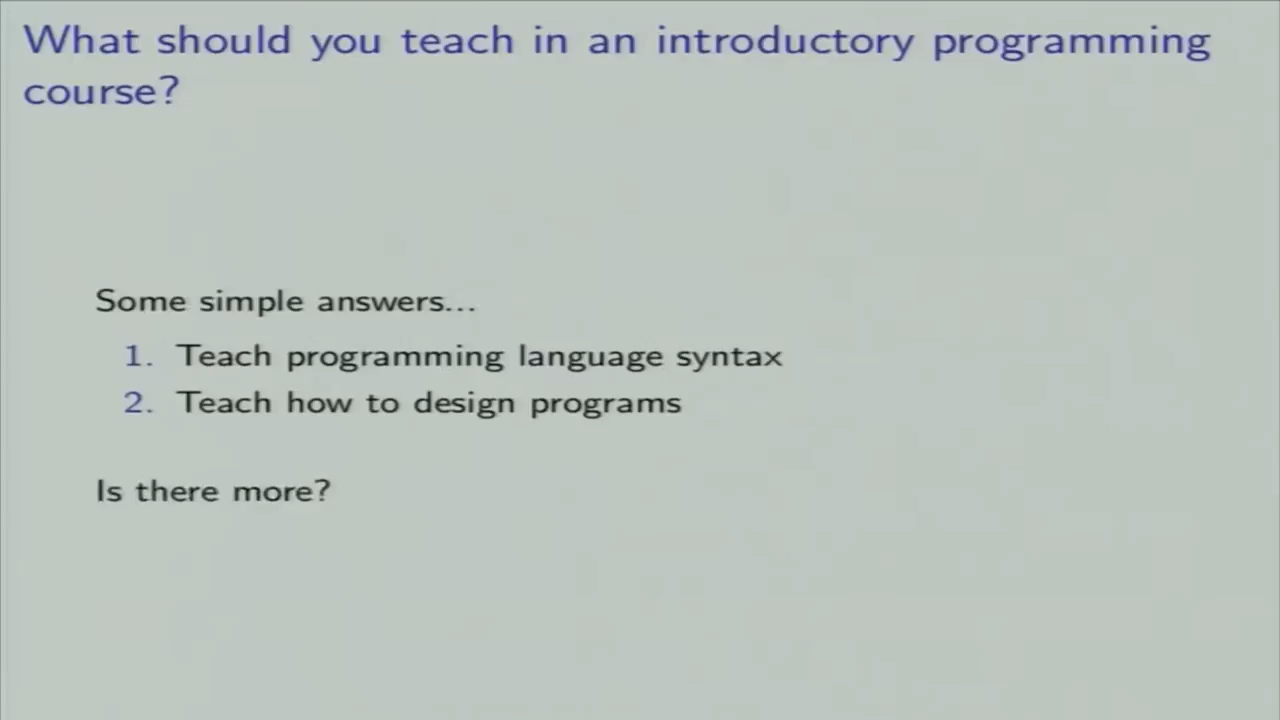 What should you teach in an introductory programming
course?
Some simple answers...
1. Teach programming language syntax
2. Teach how to design programs
Is there more?